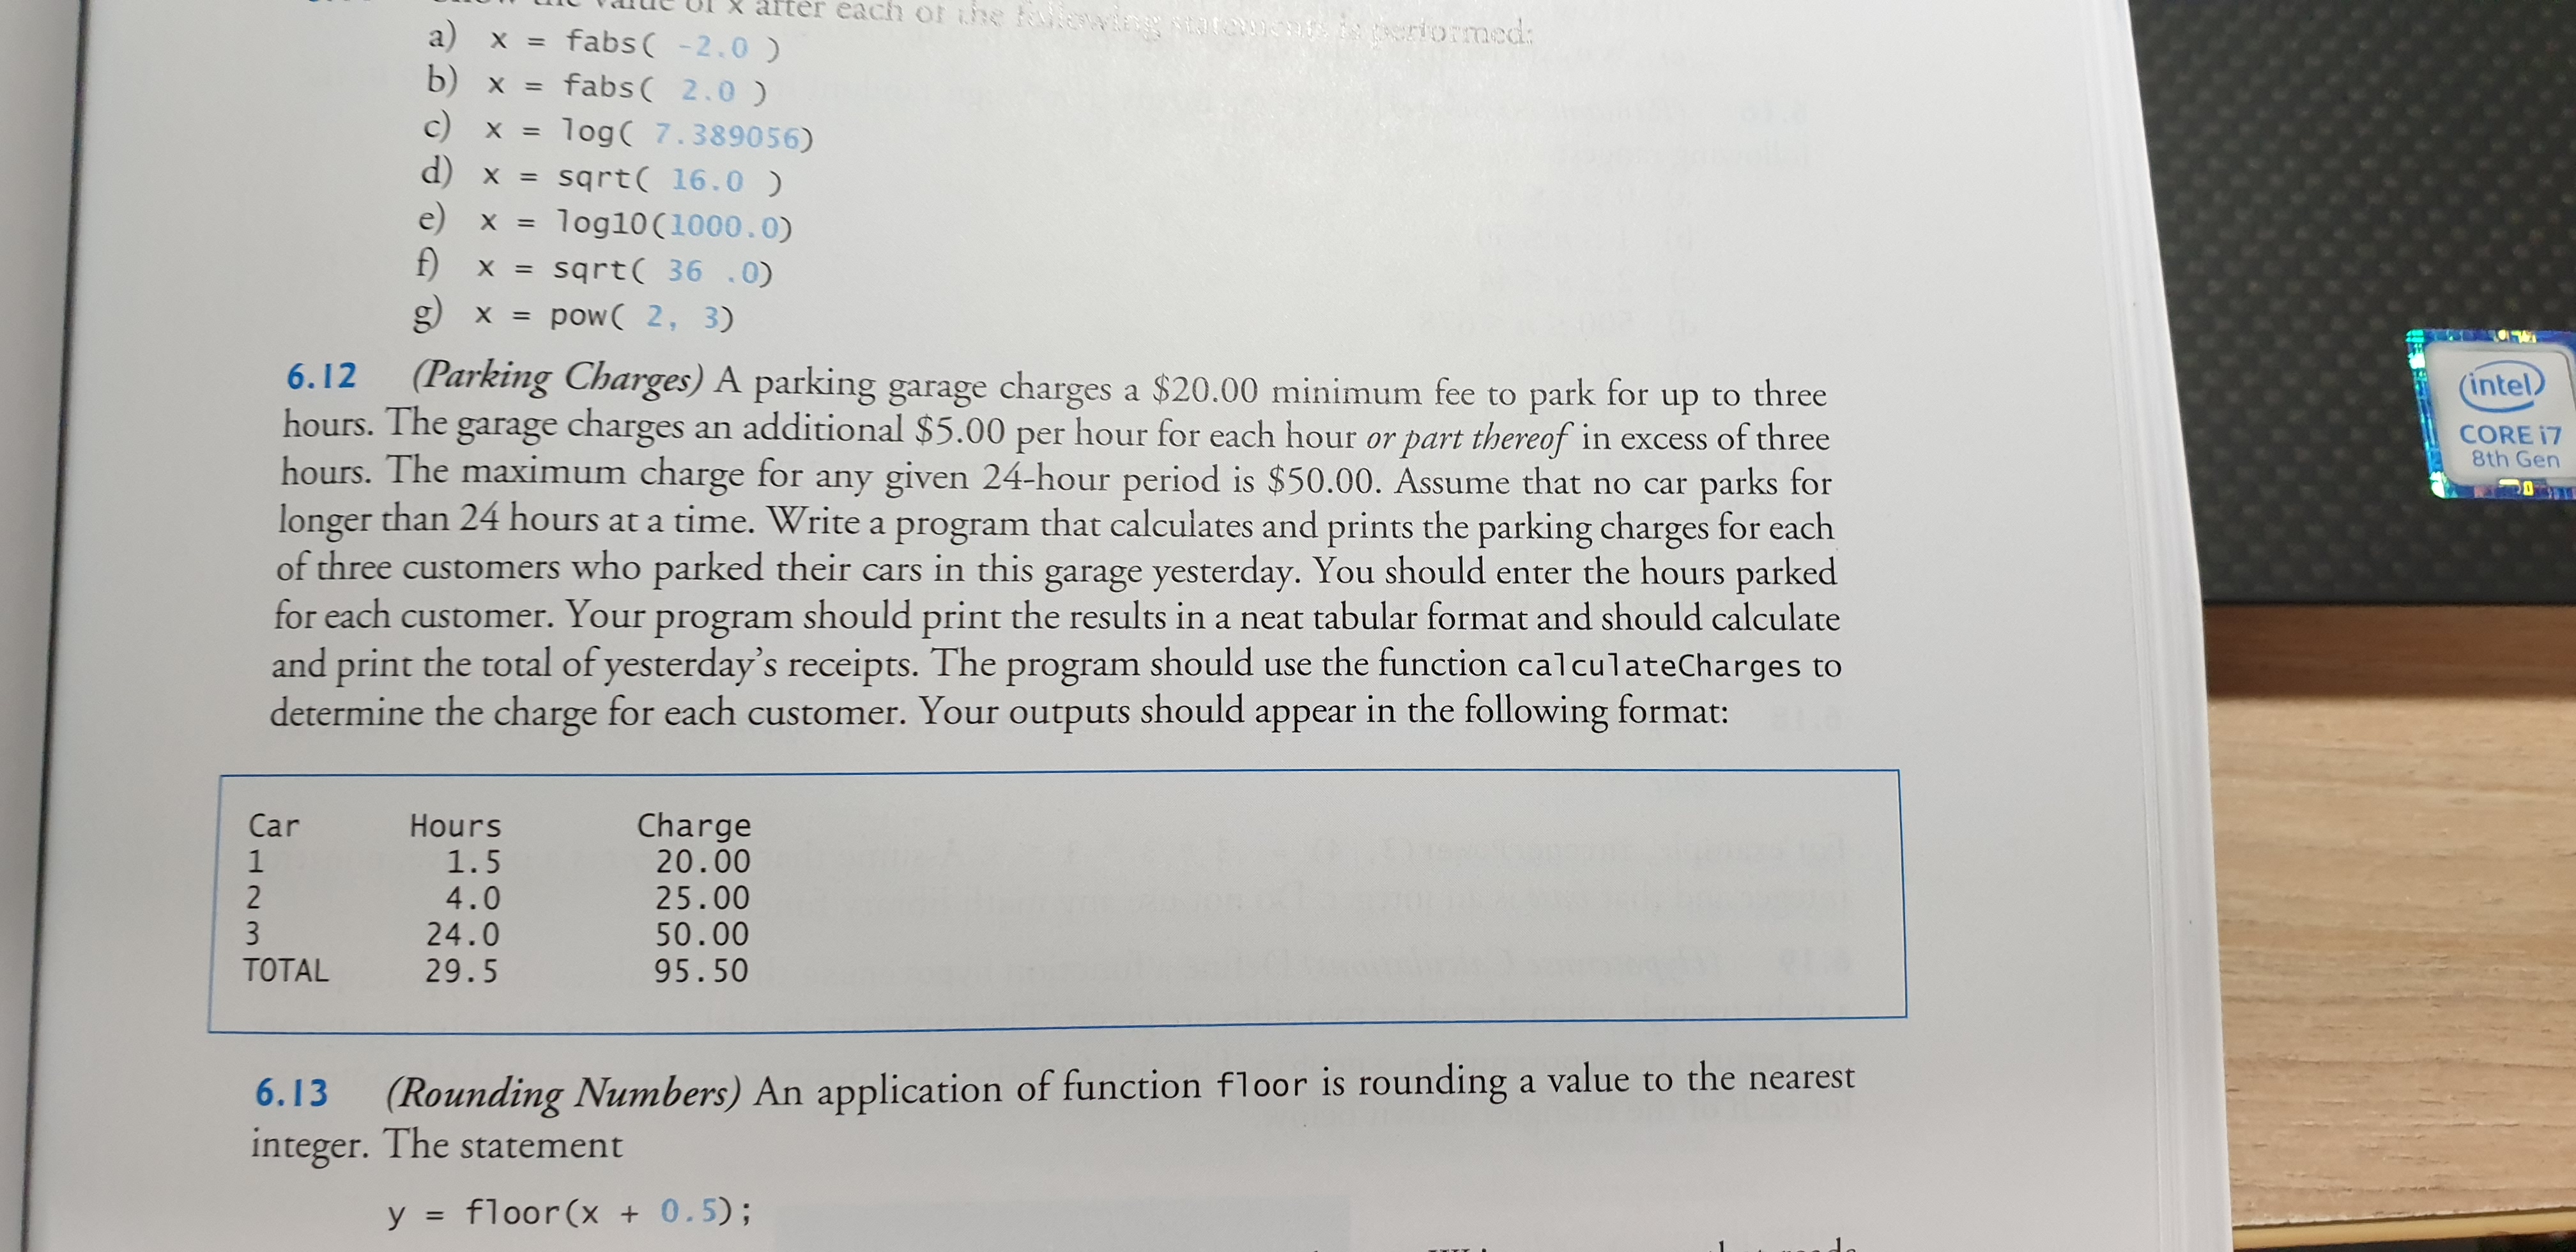 value of x after each of the following statements is performed:
a) x = fabs( -2.0 )
b) x = fabs( 2.0 )
c) x = log( 7.389056)
d) x = sqrt( 16.0 )
e) x = log10(1000.0)
f) x = sqrt( 36 .0)
g) x = pow( 2, 3)
6.12 (Parking Charges) A parking garage charges a $20.00 minimum fee to park for up to three
hours. The garage charges an additional $5.00 per hour for each hour or part thereof in excess of three
hours. The maximum charge for any given 24-hour period is $50.00. Assume that no car parks for
longer than 24 hours at a time. Write a program that calculates and prints the parking charges for each
of three customers who parked their cars in this garage yesterday. You should enter the hours parked
for each customer. Your program should print the results in a neat tabular format and should calculate
and print the total of yesterday's receipts. The program should use the function calculateCharges to
determine the charge for each customer. Your outputs should appear in the following format:
Car Hours Charge
1 1.5 20.00
2 4.0 25.00
3 24.0 50.00
TOTAL 29.5 95.50
6.13 (Rounding Numbers) An application of function floor is rounding a value to the nearest
integer. The statement
y = floor(x + 0.5);
intel
CORE i7
8th Gen